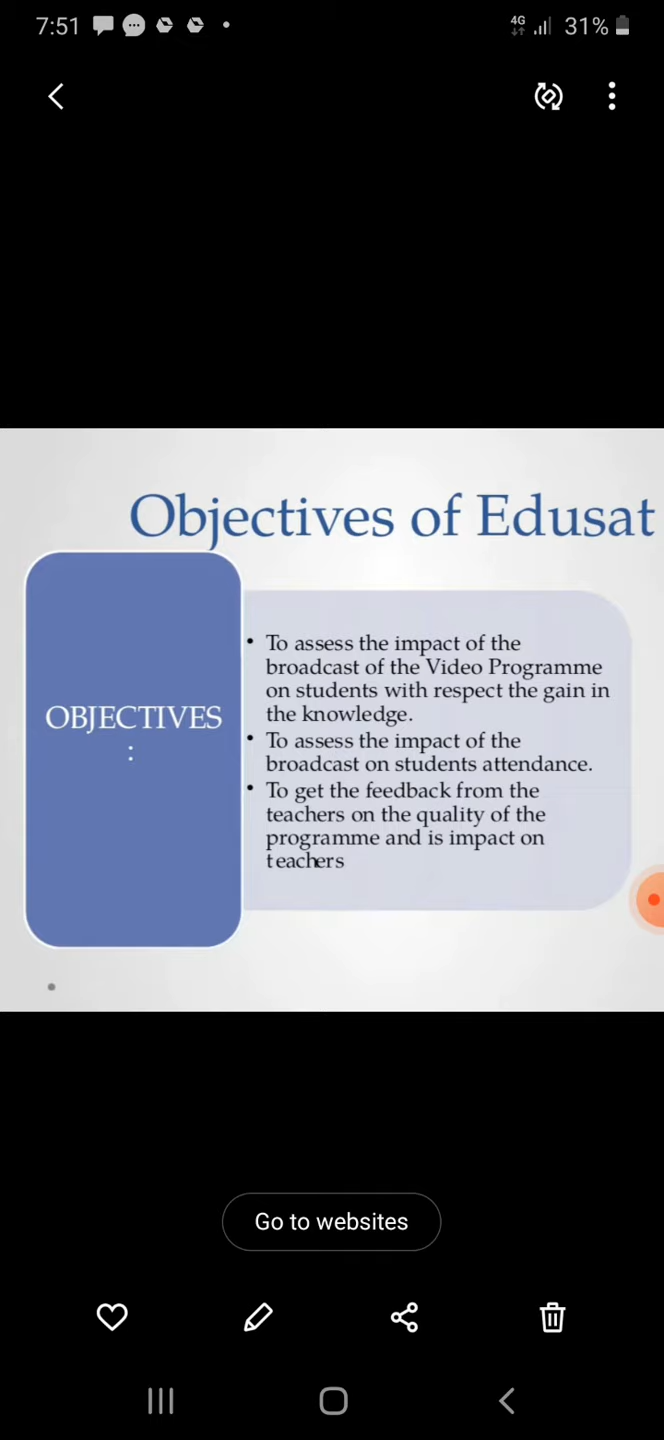 7:51
4G
31%
Objectives of Edusat
OBJECTIVES
:
• To assess the impact of the
broadcast of the Video Programme
on students with respect the gain in
the knowledge.
• To assess the impact of the
broadcast on students attendance.
• To get the feedback from the
teachers on the quality of the
programme and is impact on
teachers
Go to websites